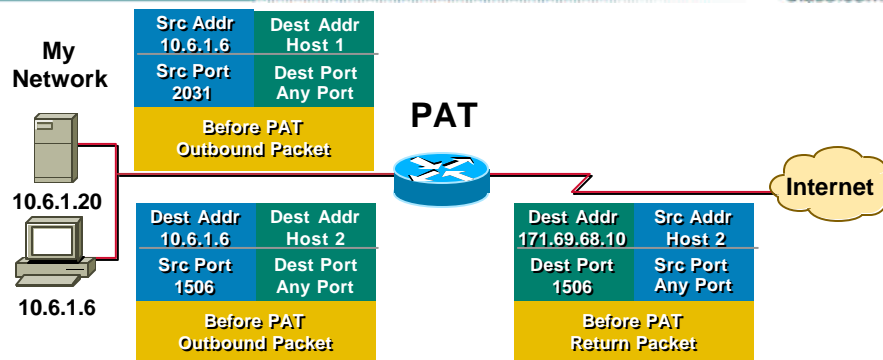 My
Network
10.6.1.20
10.6.1.6
Src Addr
10.6.1.6
Dest Addr
Host 1
Src Port
2031
Dest Port
Any Port
Before PAT
Outbound Packet
PAT
Internet
Dest Addr
10.6.1.6
Dest Addr
Host 2
Src Port
1506
Dest Port
Any Port
Before PAT
Outbound Packet
Dest Addr
171.69.68.10
Src Addr
Host 2
Dest Port
1506
Src Port
Any Port
Before PAT
Return Packet